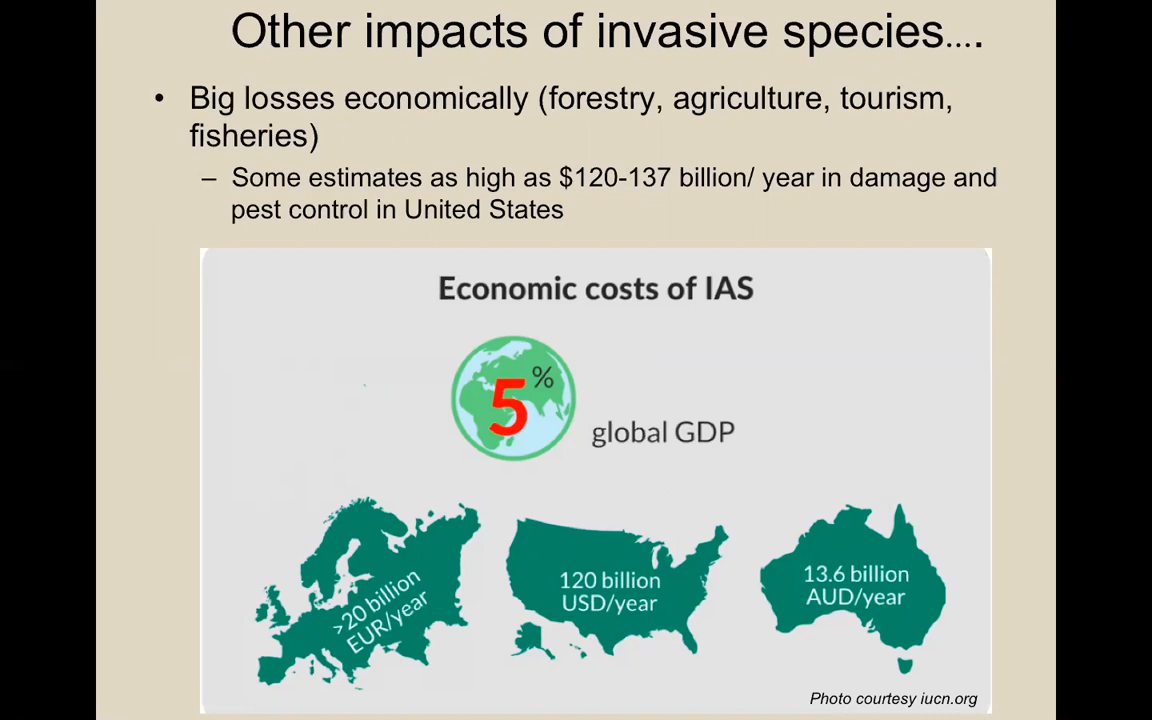 Other impacts of invasive species….
• Big losses economically (forestry, agriculture, tourism,
fisheries)
– Some estimates as high as $120-137 billion/ year in damage and
pest control in United States
Economic costs of IAS
5%
global GDP
>20 billion
EUR/year
120 billion
USD/year
13.6 billion
AUD/year
Photo courtesy iucn.org